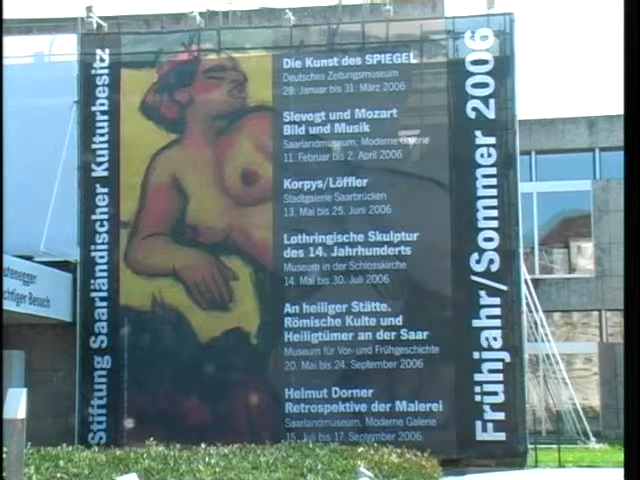 Stiftung Saarländischer Kulturbesitz
Die Kunst des SPIEGEL
Deutsches Zeitungsmuseum
28. Januar bis 31. März 2006
Slevogt und Mozart
Bild und Musik
Saarlandmuseum, Moderne Galerie
11. Februar bis 2. April 2006
Korpys/Löffler
Stadtgalerie Saarbrücken
13. Mai bis 25. Juni 2006
Lothringische Skulptur
des 14. Jahrhunderts
Museum in der Schlosskirche
14. Mai bis 30. Juli 2006
An heiliger Stätte.
Römische Kulte und
Heiligtümer an der Saar
Museum für Vor- und Frühgeschichte
20. Mai bis 24. September 2006
Helmut Dorner
Retrospektive der Malerei
Saarlandmuseum, Moderne Galerie
15. Juli bis 17. September 2006
Frühjahr/Sommer 2006
Besuch